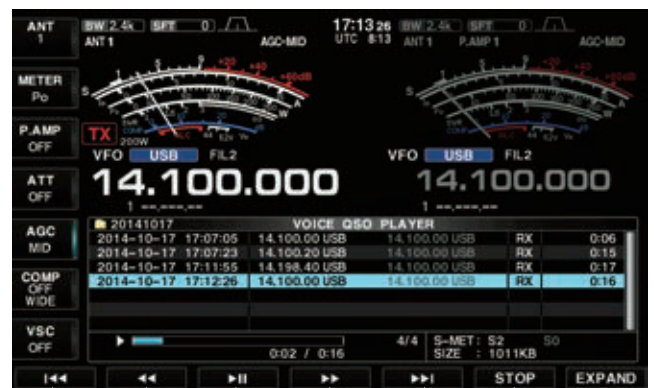 ANT 1
BW 2.4k SFT 0
17:13 26
BW 2.4k SFT 0
ANT 1 AGC-MID
UTC 8:13
ANT 1 P.AMP 1 AGC-MID
METER Po
P.AMP OFF
TX 200W
VFO USB FIL2
VFO USB FIL2
ATT OFF
14.100.000
14.100.000
1 --,---,--
1 --,---,--
AGC MID
20141017 VOICE QSO PLAYER
2014-10-17 17:07:05 14.100.00 USB 14.100.00 USB RX 0:06
2014-10-17 17:07:23 14.100.20 USB 14.100.00 USB RX 0:15
2014-10-17 17:11:55 14.198.40 USB 14.100.00 USB RX 0:17
2014-10-17 17:12:26 14.100.00 USB 14.100.00 USB RX 0:16
COMP OFF WIDE
VSC OFF
0:02 / 0:16
4/4 S-MET: S2 S0
SIZE : 1011KB
STOP
EXPAND